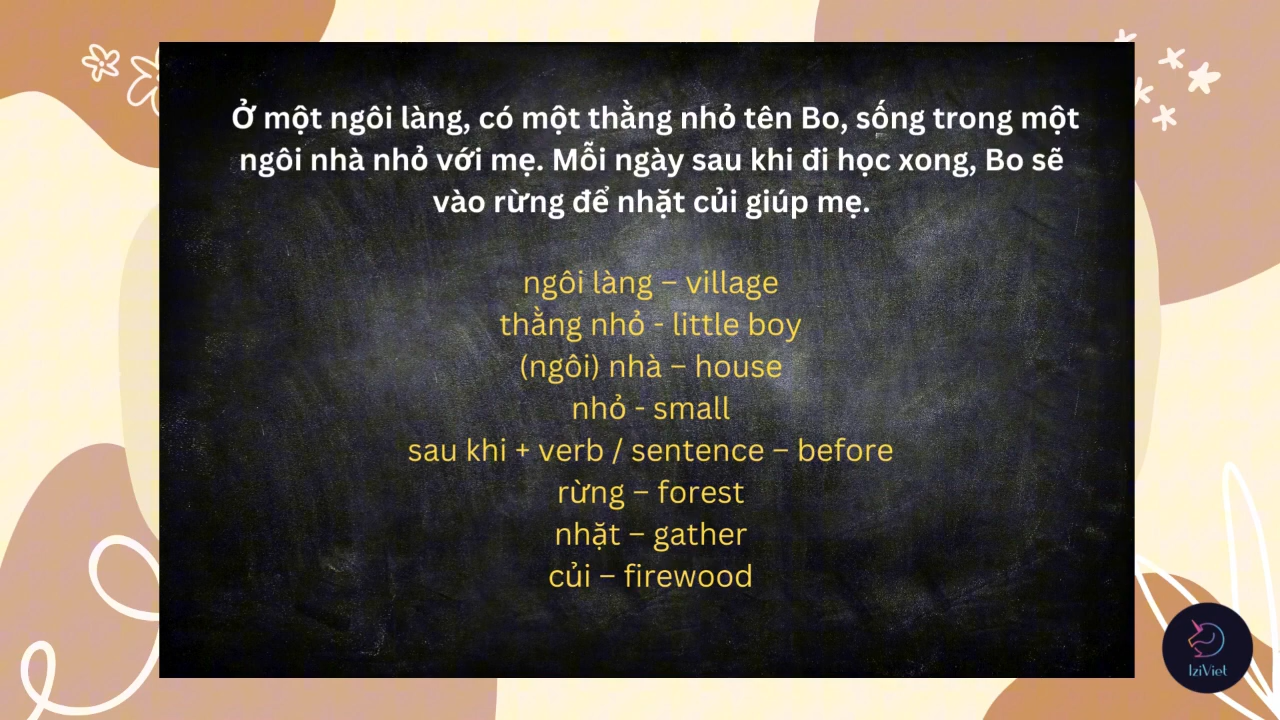 Ở một ngôi làng, có một thằng nhỏ tên Bo, sống trong một
ngôi nhà nhỏ với mẹ. Mỗi ngày sau khi đi học xong, Bo sẽ
vào rừng để nhặt củi giúp mẹ.
ngôi làng – village
thằng nhỏ - little boy
(ngôi) nhà – house
nhỏ - small
sau khi + verb / sentence – before
rừng – forest
nhặt – gather
củi – firewood
IziViet